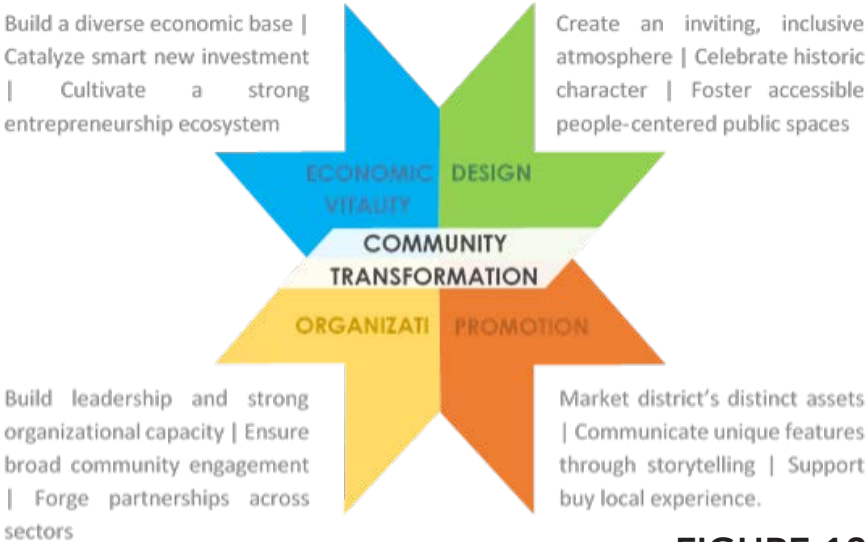 Build a diverse economic base |
Catalyze smart new investment
| Cultivate a strong
entrepreneurship ecosystem
Create an inviting, inclusive
atmosphere | Celebrate historic
character | Foster accessible
people-centered public spaces
ECONOMIC
VITALITY
DESIGN
COMMUNITY
TRANSFORMATION
ORGANIZATI
PROMOTION
Build leadership and strong
organizational capacity | Ensure
broad community engagement
| Forge partnerships across
sectors
Market district's distinct assets
| Communicate unique features
through storytelling | Support
buy local experience.